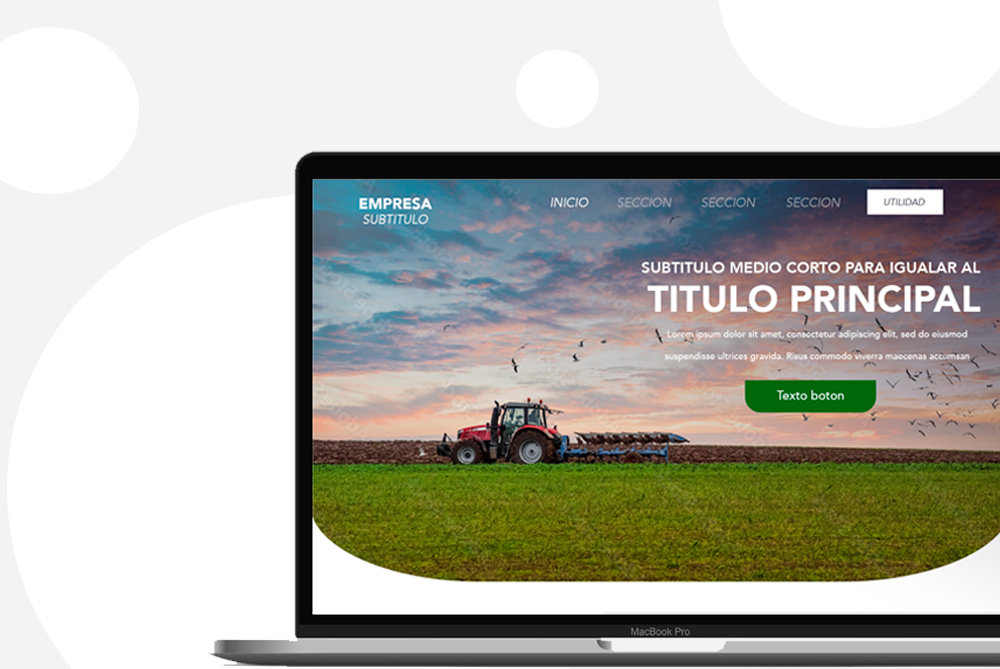 EMPRESA
SUBTITULO
INICIO SECCION SECCION SECCION UTILIDAD
SUBTITULO MEDIO CORTO PARA IGUALAR AL
TITULO PRINCIPAL
Lorem ipsum dolor sit amet, consectetur adipiscing elit, sed do eiusmod
suspendisse ultrices gravida. Risus commodo viverra maecenas accumsan
Texto boton
MacBook Pro